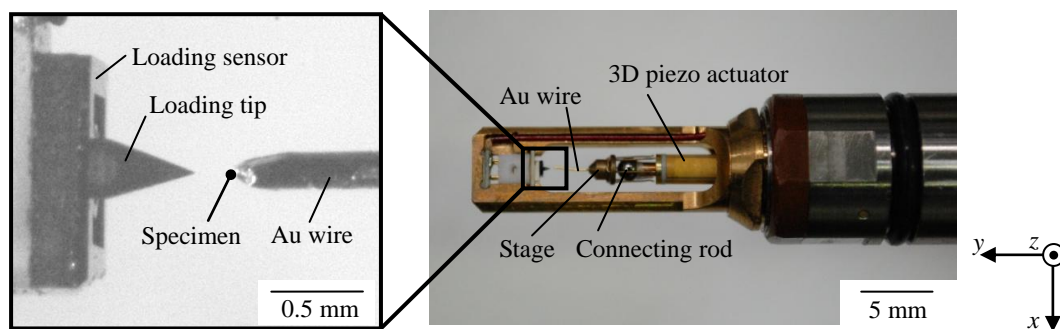 Loading sensor
Loading tip
Specimen
Au wire
0.5 mm
3D piezo actuator
Au wire
Stage
Connecting rod
5 mm
y
z
x